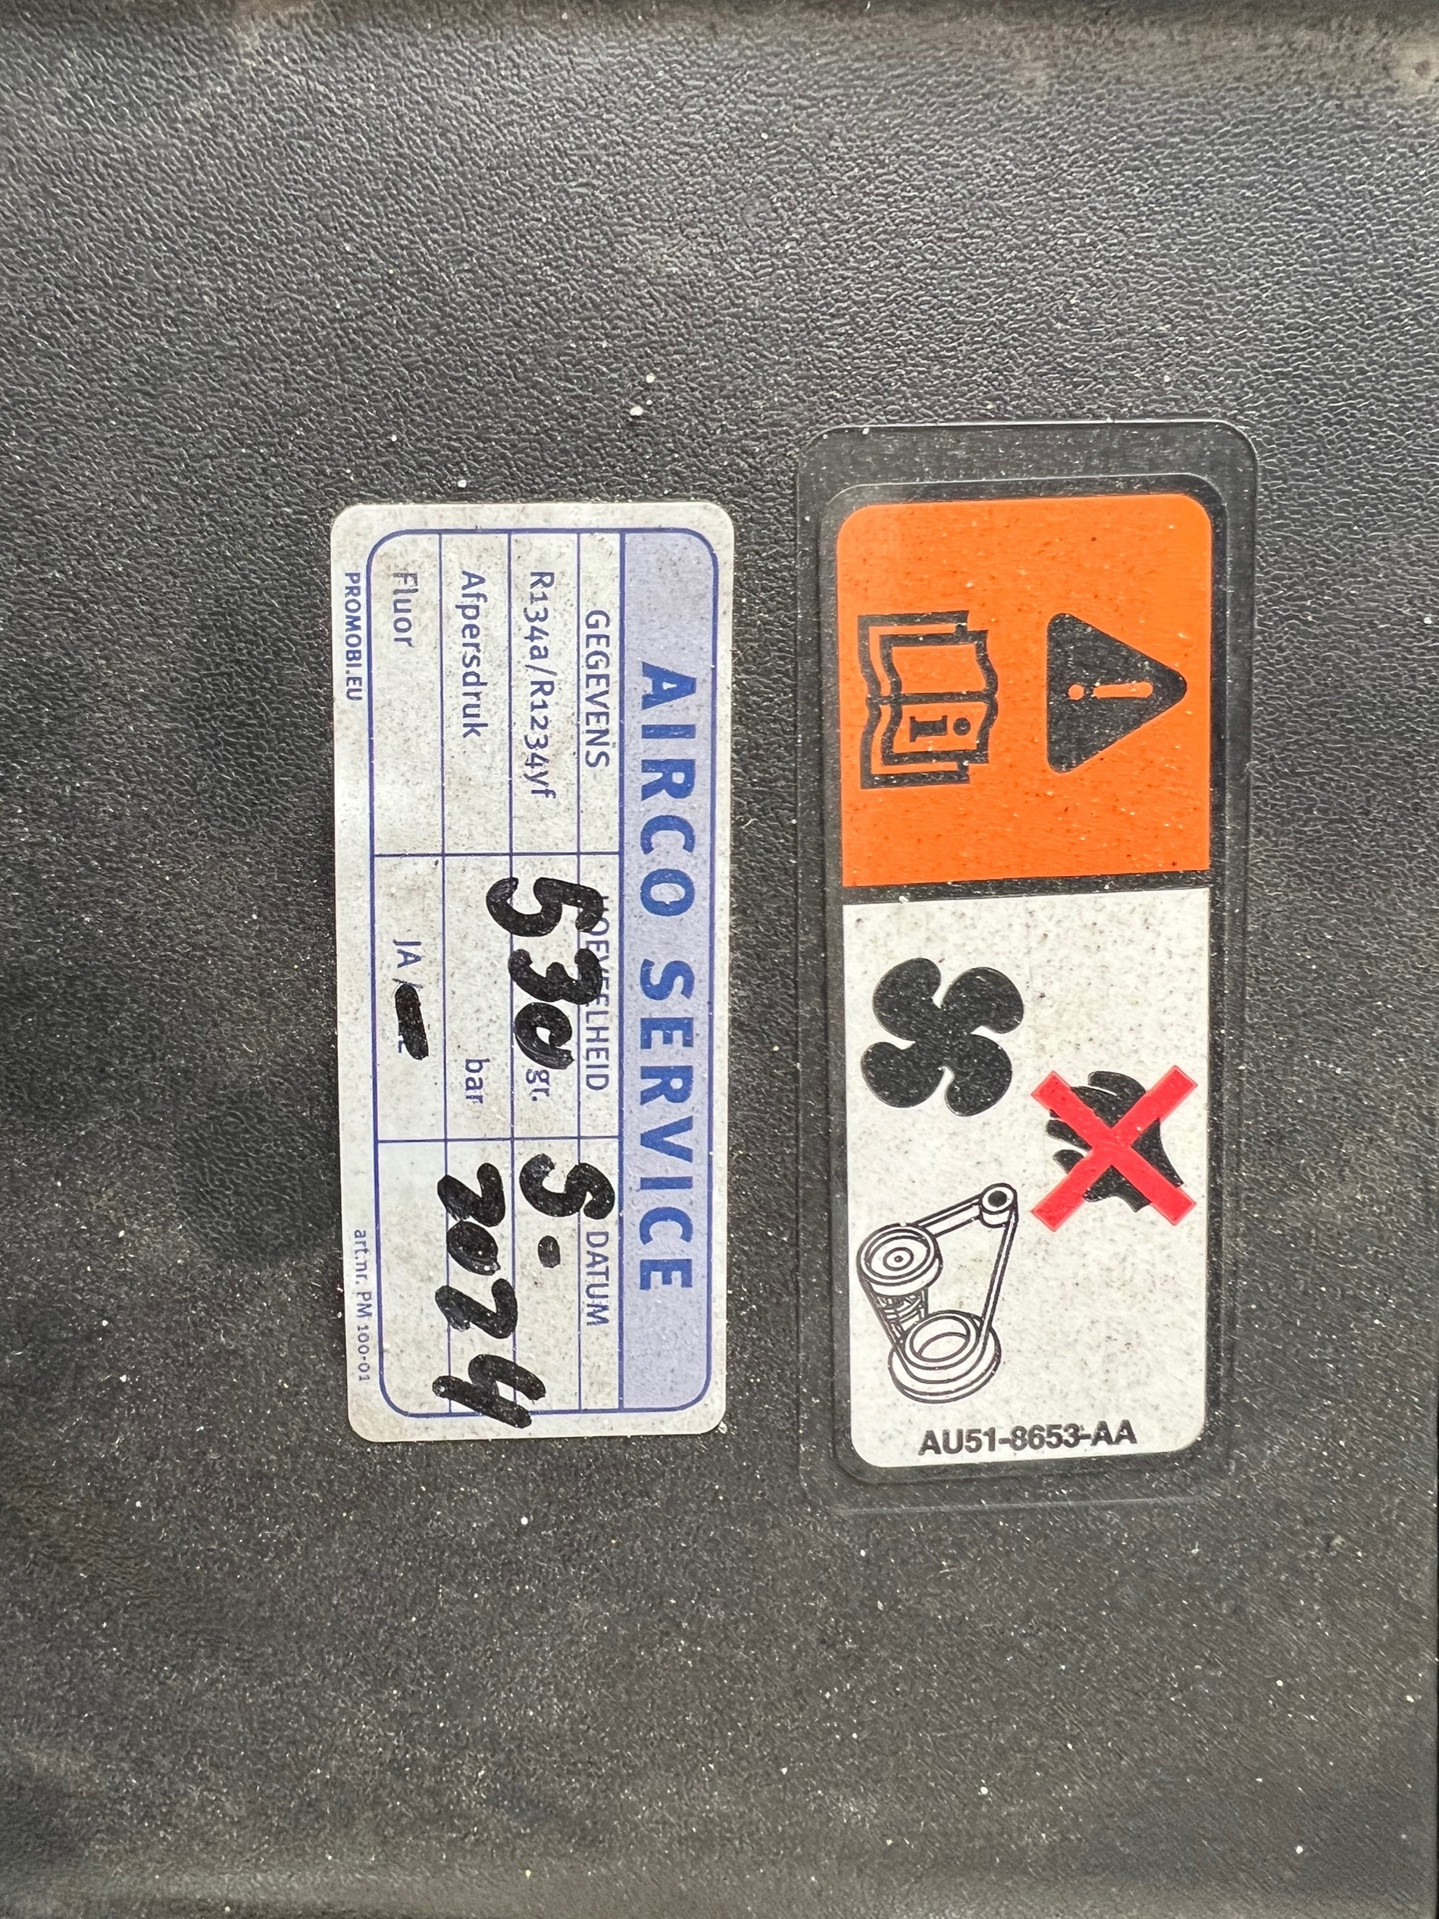 AIRCO SERVICE
GEGEVENS HOEVEELHEID DATUM
R134a/R1234yf 530 gr. 5-
Afpersdruk bar 2024
Fluor JA /
PROMOBI.EU art.nr. PM 100-01
AU51-8653-AA